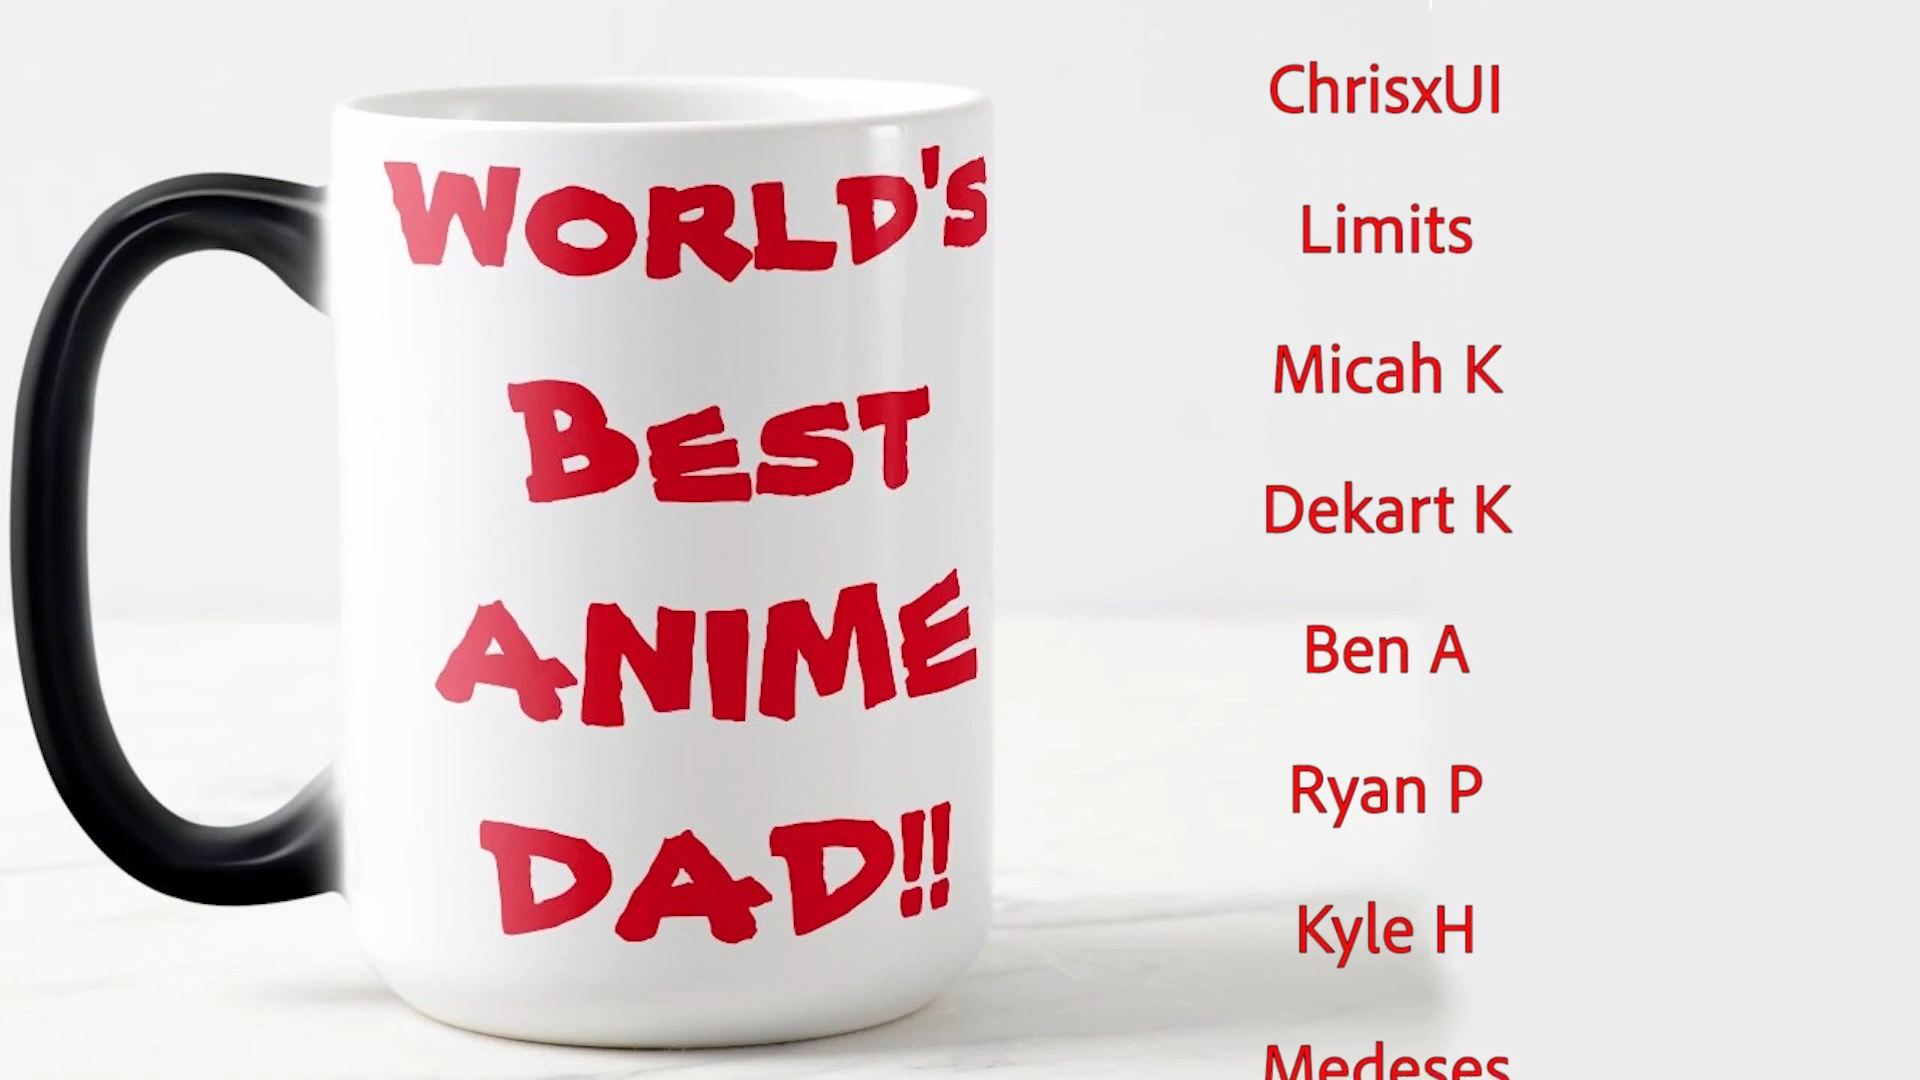 WORLD'S
BEST
ANIME
DAD!!
ChrisxUI
Limits
Micah K
Dekart K
Ben A
Ryan P
Kyle H
Medeses